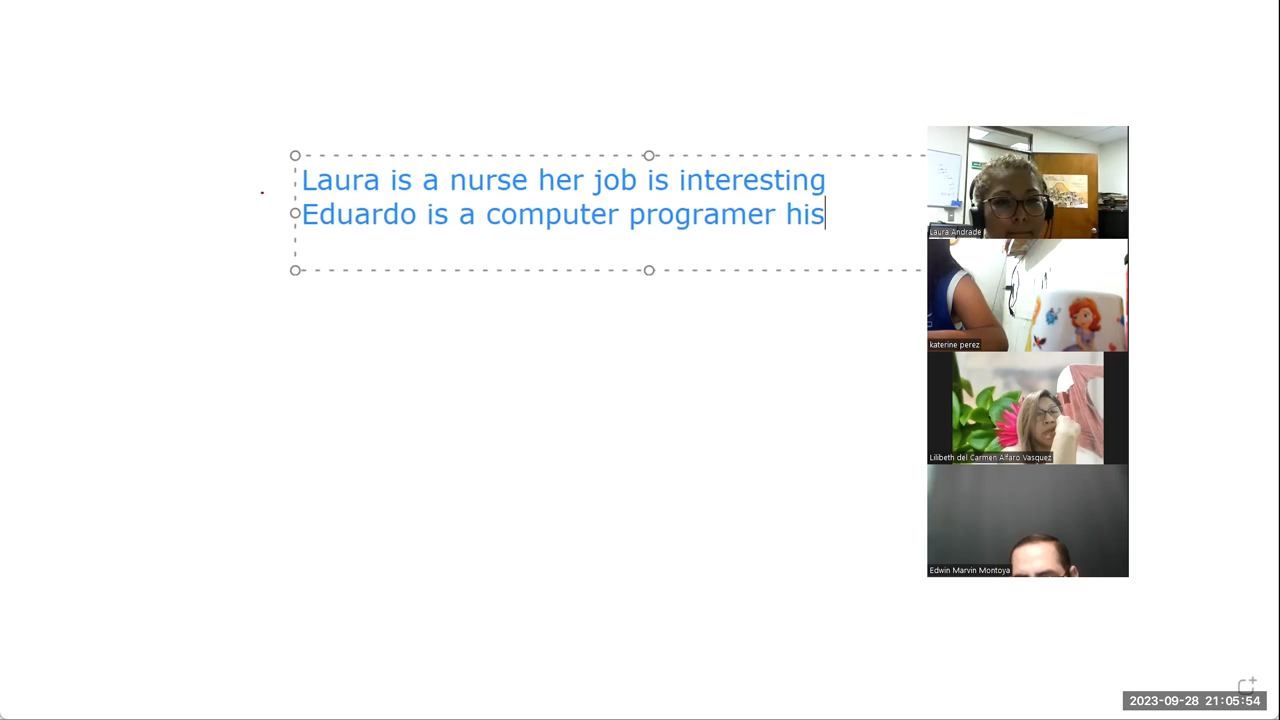 Laura is a nurse her job is interesting
Eduardo is a computer programer his
Laura Andrade
katerine perez
Lilibeth del Carmen Alfaro Vasquez
Edwin Marvin Montoya
2023-09-28 21:05:54